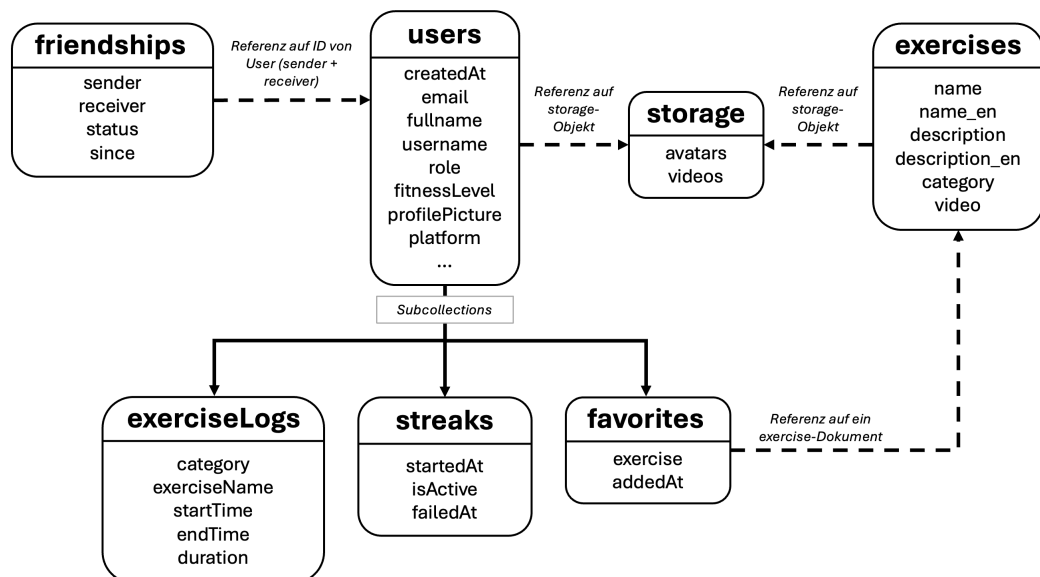 friendships
sender
receiver
status
since
Referenz auf ID von
User (sender +
receiver)
users
createdAt
email
fullname
username
role
fitnessLevel
profilePicture
platform
...
Referenz auf
storage-
Objekt
storage
avatars
videos
Referenz auf
storage-
Objekt
exercises
name
name_en
description
description_en
category
video
Subcollections
exerciseLogs
category
exerciseName
startTime
endTime
duration
streaks
startedAt
isActive
failedAt
favorites
exercise
addedAt
Referenz auf ein
exercise-Dokument